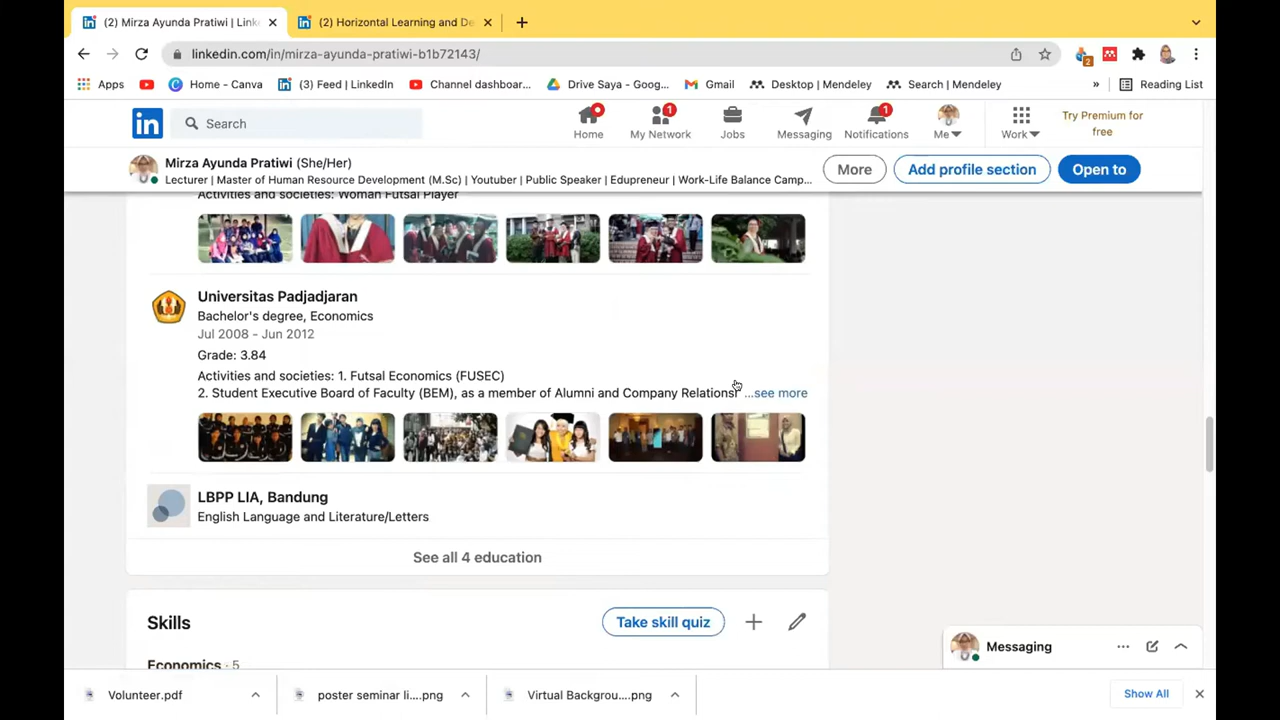 (2) Mirza Ayunda Pratiwi | Link
(2) Horizontal Learning and De
linkedin.com/in/mirza-ayunda-pratiwi-b1b72143/
2
Apps
Home - Canva
(3) Feed | LinkedIn
Channel dashboar...
Drive Saya - Goog...
Gmail
Desktop | Mendeley
Search | Mendeley
»
Reading List
in
Search
Home
1
My Network
Jobs
Messaging
1
Notifications
Me
Work
Try Premium for
free
Mirza Ayunda Pratiwi (She/Her)
Lecturer | Master of Human Resource Development (M.Sc) | Youtuber | Public Speaker | Edupreneur | Work-Life Balance Camp...
More
Add profile section
Open to
Activities and societies: Woman Futsal Player
Universitas Padjadjaran
Bachelor's degree, Economics
Jul 2008 - Jun 2012
Grade: 3.84
Activities and societies: 1. Futsal Economics (FUSEC)
2. Student Executive Board of Faculty (BEM), as a member of Alumni and Company Relations ...see more
LBPP LIA, Bandung
English Language and Literature/Letters
See all 4 education
Skills
Take skill quiz
Economics · 5
Messaging
Volunteer.pdf
poster seminar li....png
Virtual Backgrou....png
Show All